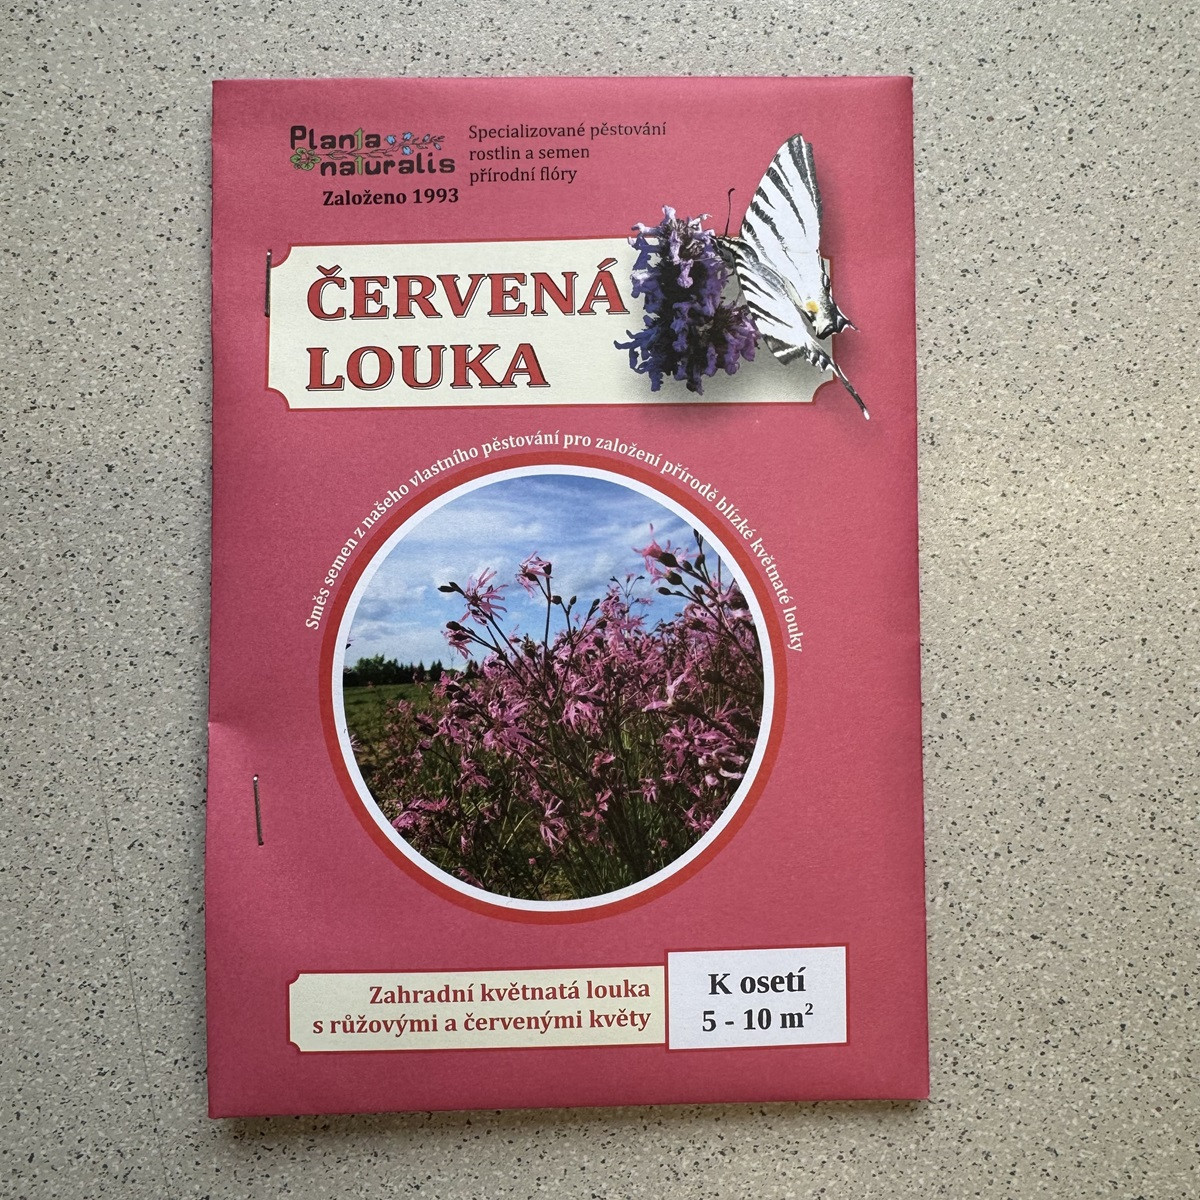 Planta
naturalis
Založeno 1993
Specializované pěstování
rostlin a semen
přírodní flóry
ČERVENÁ
LOUKA
Směs semen z našeho vlastního pěstování pro založení přírodě blízké květnaté louky
Zahradní květnatá louka
s růžovými a červenými květy
K osetí
5 - 10 m²